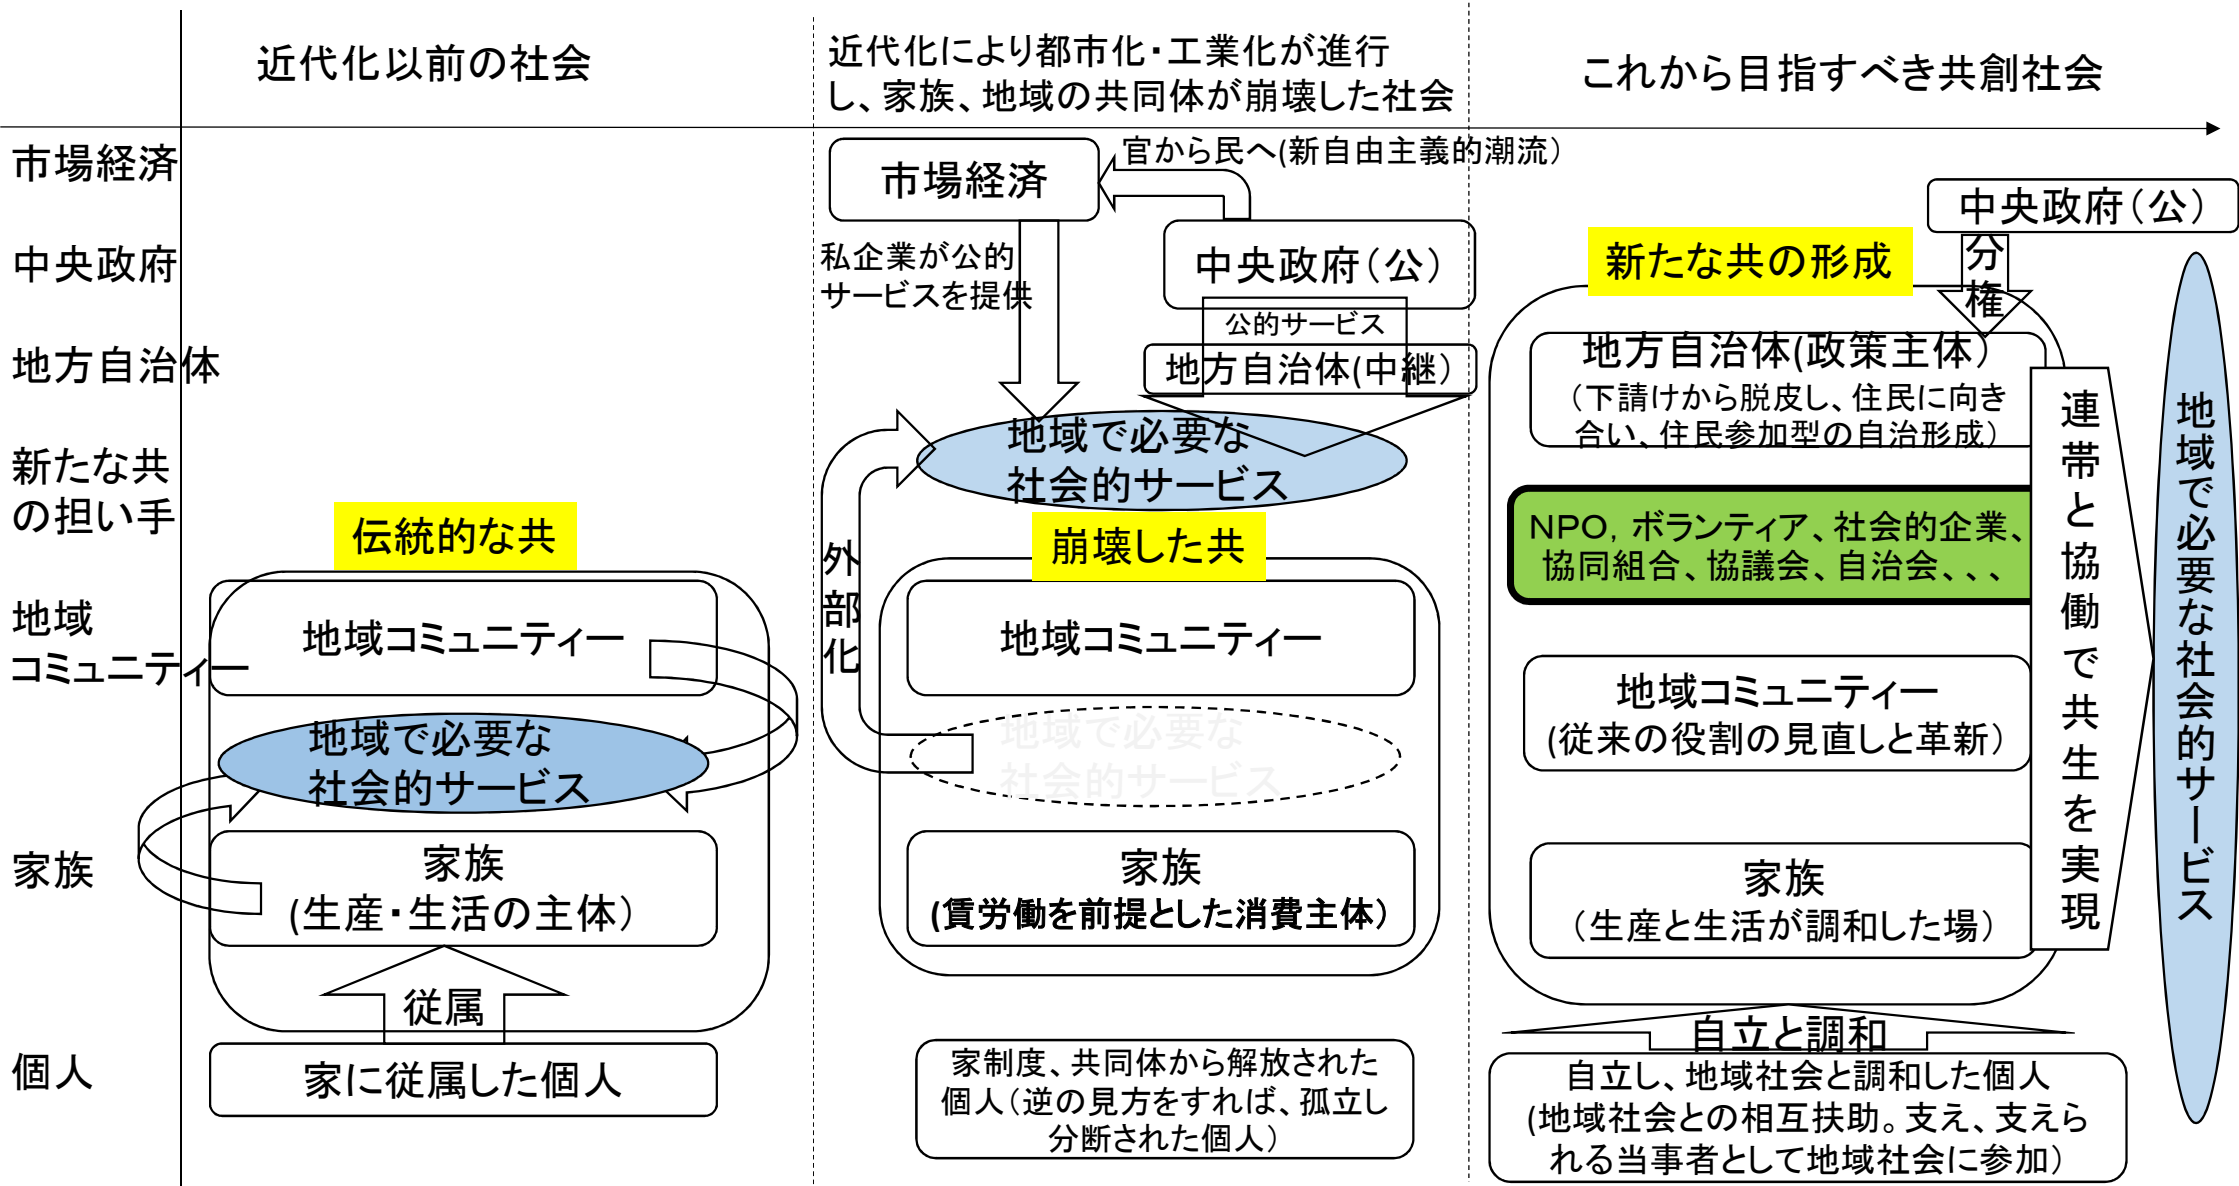 近代化以前の社会
近代化により都市化・工業化が進行
し、家族、地域の共同体が崩壊した社会
これから目指すべき共創社会
市場経済
中央政府
地方自治体
新たな共
の担い手
地域
コミュニティー
家族
個人
伝統的な共
地域コミュニティー
地域で必要な
社会的サービス
家族
(生産・生活の主体)
従属
家に従属した個人
市場経済
官から民へ(新自由主義的潮流)
私企業が公的
サービスを提供
中央政府(公)
公的サービス
地方自治体(中継)
地域で必要な
社会的サービス
外部化
崩壊した共
地域コミュニティー
地域で必要な
社会的サービス
家族
(賃労働を前提とした消費主体)
家制度、共同体から解放された
個人(逆の見方をすれば、孤立し
分断された個人)
中央政府(公)
分権
新たな共の形成
地方自治体(政策主体)
(下請けから脱皮し、住民に向き
合い、住民参加型の自治形成)
NPO, ボランティア、社会的企業、
協同組合、協議会、自治会、、、
地域コミュニティー
(従来の役割の見直しと革新)
家族
(生産と生活が調和した場)
連帯と協働で共生を実現
地域で必要な社会的サービス
自立と調和
自立し、地域社会と調和した個人
(地域社会との相互扶助。支え、支えら
れる当事者として地域社会に参加)